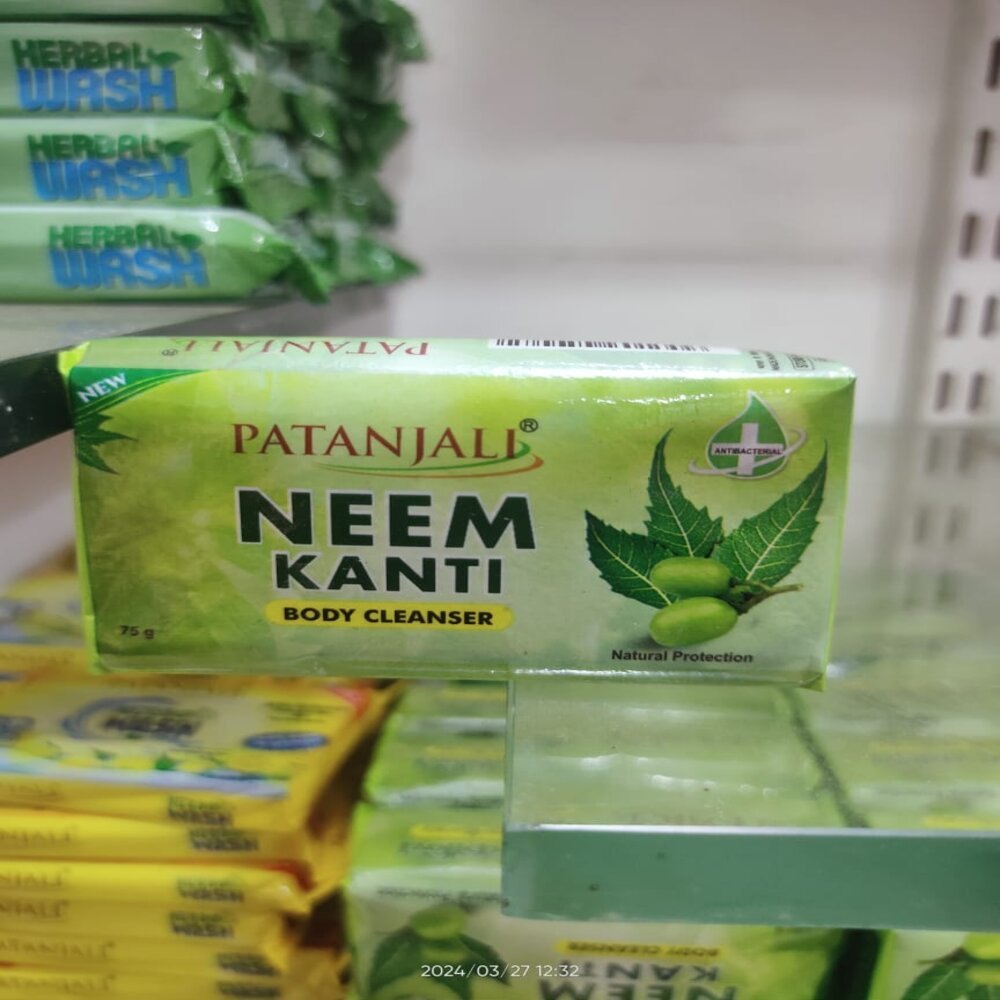 HERBAL
WASH
HERBAL
WASH
HERBAL
WASH
PATANJALI®
NEW
PATANJALI®
ANTIBACTERIAL
NEEM
KANTI
BODY CLEANSER
75 g
Natural Protection
BODY CLEANSER
KANTI
NEEM
2024/03/27 12:32